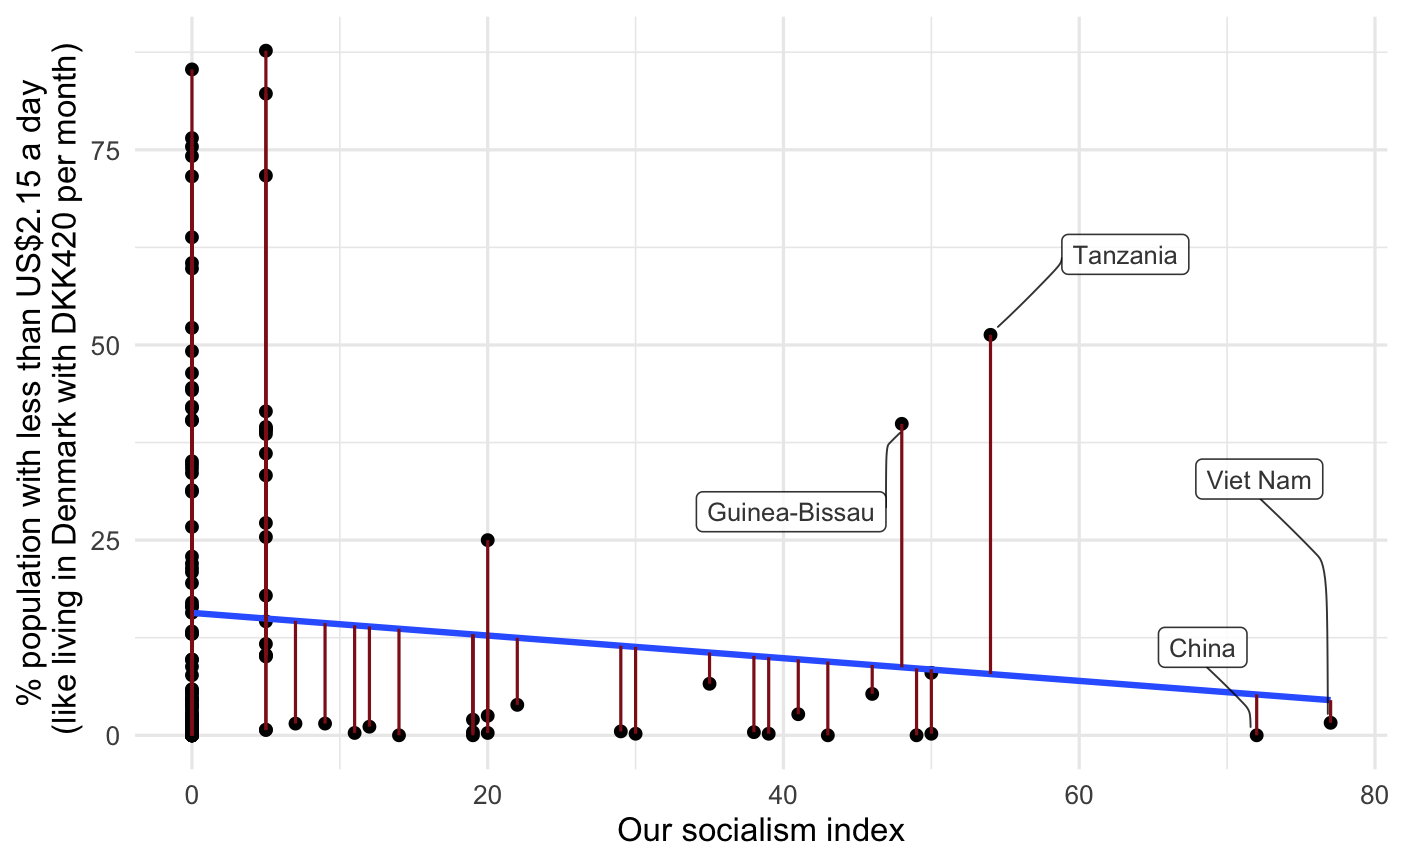 % population with less than US$2.15 a day
(like living in Denmark with DKK420 per month)
75
50
25
0
Tanzania
Guinea-Bissau
Viet Nam
China
0
20
40
60
80
Our socialism index